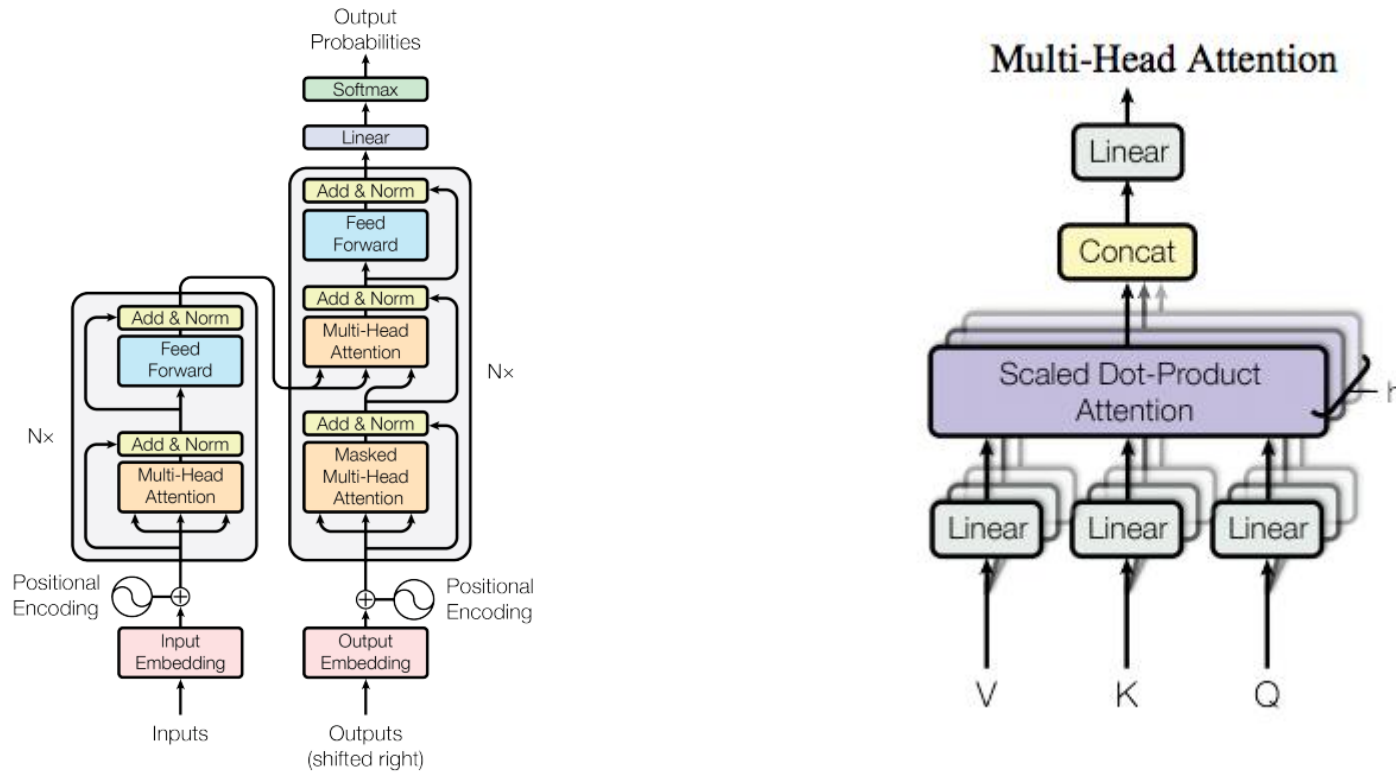 Output
Probabilities
Softmax
Linear
Add & Norm
Feed
Forward
Add & Norm
Multi-Head
Attention
Add & Norm
Masked
Multi-Head
Attention
N×
Positional
Encoding
Output
Embedding
Outputs
(shifted right)
Add & Norm
Feed
Forward
Add & Norm
Multi-Head
Attention
N×
Positional
Encoding
Input
Embedding
Inputs
Multi-Head Attention
Linear
Concat
Scaled Dot-Product
Attention
h
Linear Linear Linear
V K Q